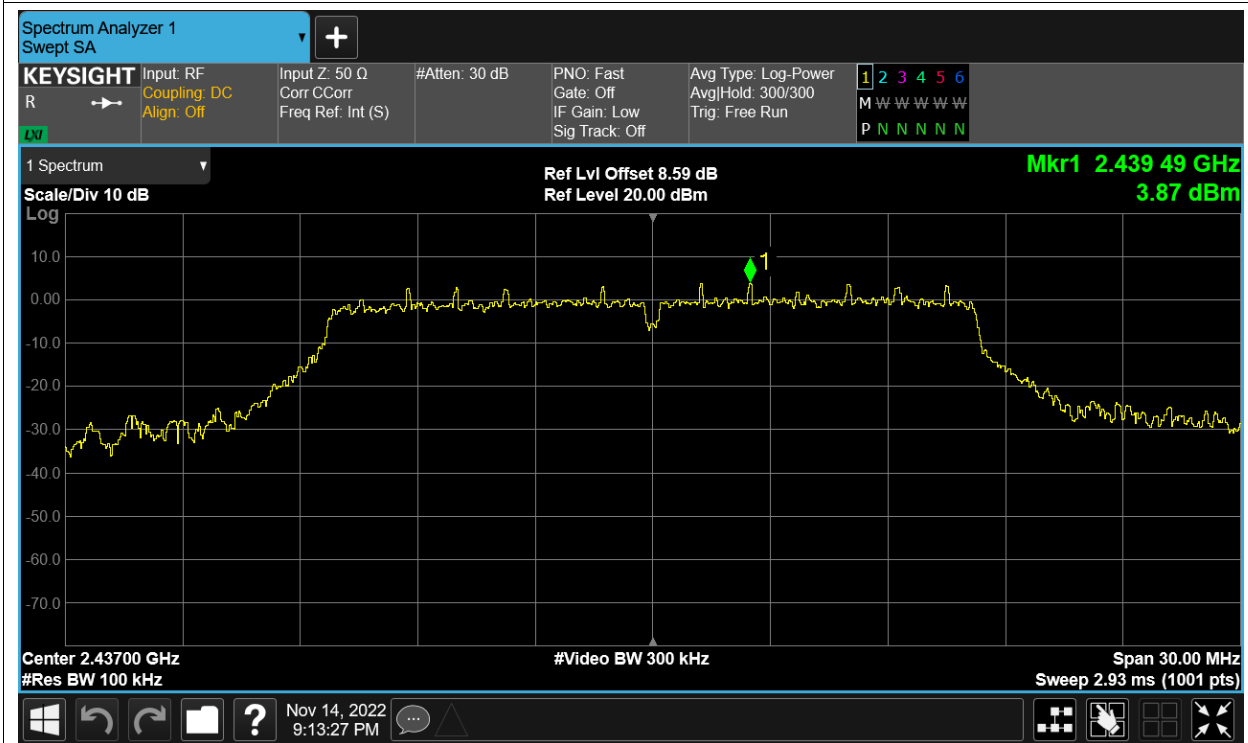 Spectrum Analyzer 1
Swept SA
KEYSIGHT
R
LXI
Input: RF
Coupling: DC
Align: Off
Input Z: 50 Ω
Corr CCorr
Freq Ref: Int (S)
#Atten: 30 dB
PNO: Fast
Gate: Off
IF Gain: Low
Sig Track: Off
Avg Type: Log-Power
Avg|Hold: 300/300
Trig: Free Run
1 2 3 4 5 6
M W W W W W
P N N N N N
1 Spectrum
Scale/Div 10 dB
Ref Lvl Offset 8.59 dB
Ref Level 20.00 dBm
Mkr1 2.439 49 GHz
3.87 dBm
Log
10.0
0.00
-10.0
-20.0
-30.0
-40.0
-50.0
-60.0
-70.0
1
Center 2.43700 GHz
#Res BW 100 kHz
#Video BW 300 kHz
Span 30.00 MHz
Sweep 2.93 ms (1001 pts)
?
Nov 14, 2022
9:13:27 PM